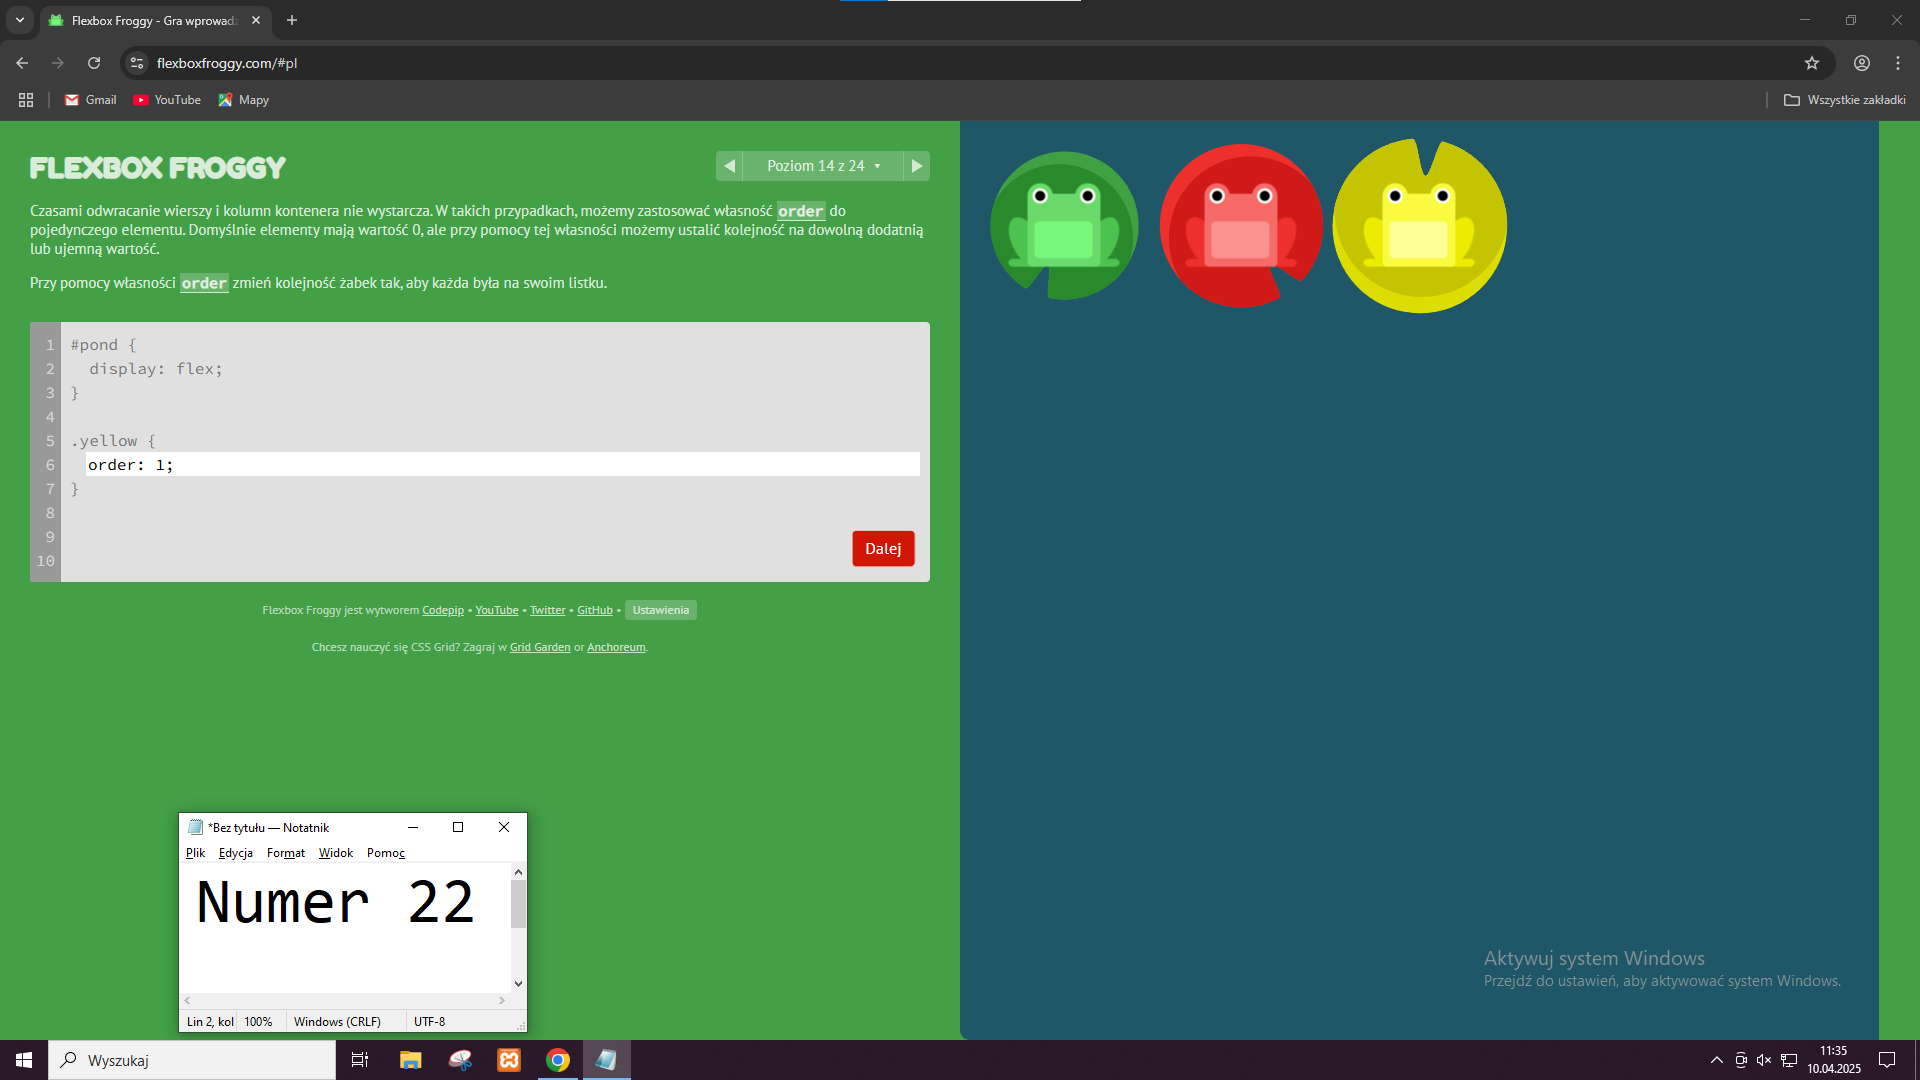 Flexbox Froggy - Gra wprowadz
flexboxfroggy.com/#pl
Gmail
YouTube
Mapy
Wszystkie zakładki
FLEXBOX FROGGY
Poziom 14 z 24
Czasami odwracanie wierszy i kolumn kontenera nie wystarcza. W takich przypadkach, możemy zastosować własność order do
pojedynczego elementu. Domyślnie elementy mają wartość 0, ale przy pomocy tej własności możemy ustalić kolejność na dowolną dodatnią
lub ujemną wartość.
Przy pomocy własności order zmień kolejność żabek tak, aby każda była na swoim listku.
1 #pond {
2 display: flex;
3 }
4
5 .yellow {
6 order: 1;
7 }
8
9
10
Dalej
Flexbox Froggy jest wytworem Codepip • YouTube • Twitter • GitHub • Ustawienia
Chcesz nauczyć się CSS Grid? Zagraj w Grid Garden or Anchoreum.
*Bez tytułu — Notatnik
Plik Edycja Format Widok Pomoc
Numer 22
Lin 2, kol 100% Windows (CRLF) UTF-8
Aktywuj system Windows
Przejdź do ustawień, aby aktywować system Windows.
Wyszukaj
11:35
10.04.2025